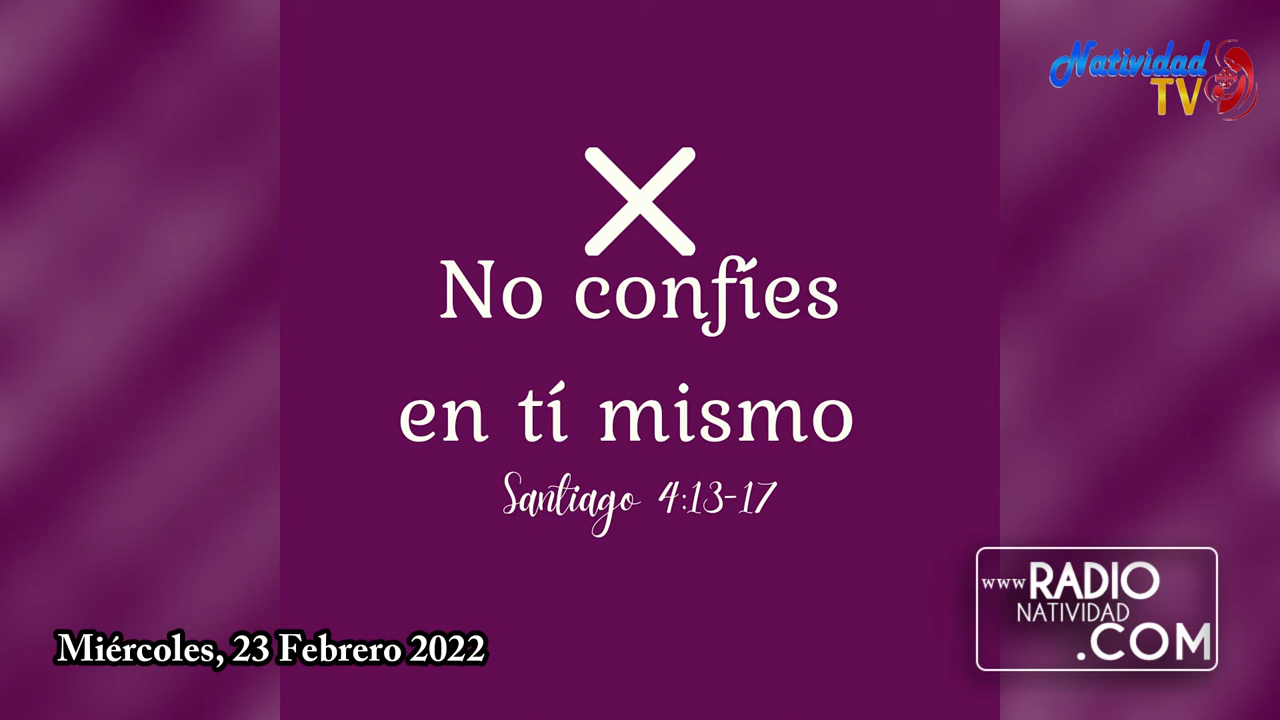 Natividad
TV
No confíes
en tí mismo
Santiago 4:13-17
www RADIO
NATIVIDAD
.COM
Miércoles, 23 Febrero 2022